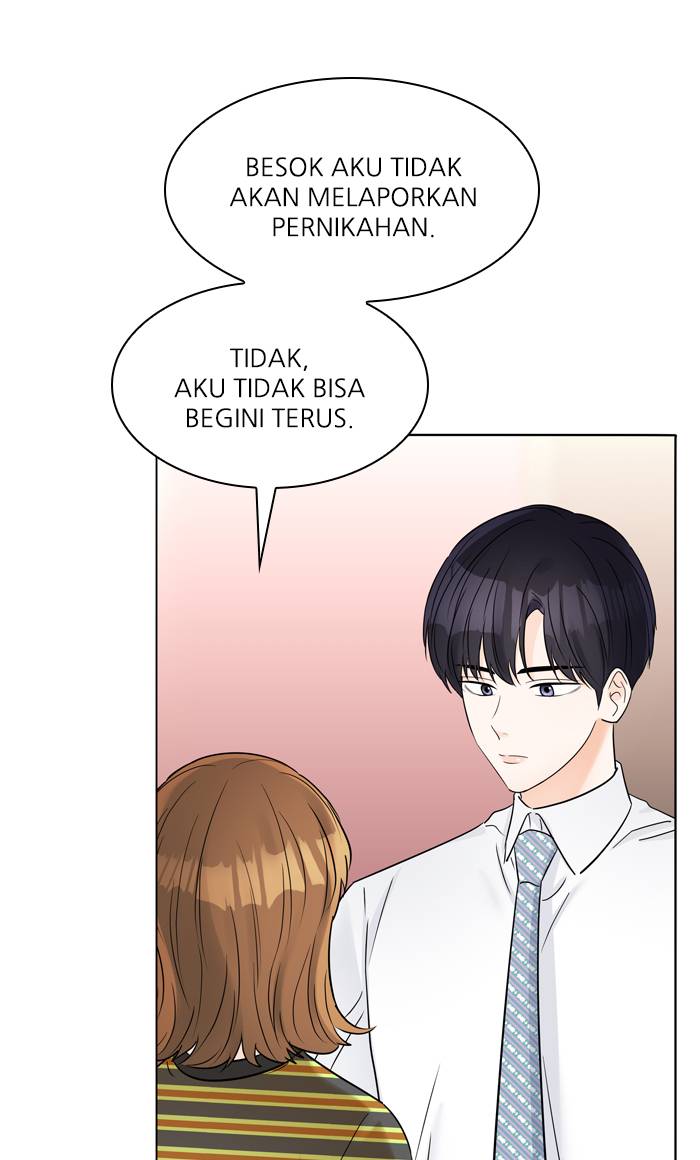 BESOK AKU TIDAK
AKAN MELAPORKAN
PERNIKAHAN.
TIDAK,
AKU TIDAK BISA
BEGINI TERUS.